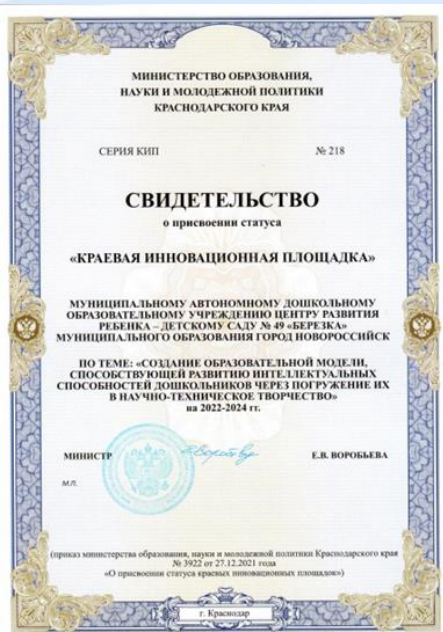 МИНИСТЕРСТВО ОБРАЗОВАНИЯ,
НАУКИ И МОЛОДЕЖНОЙ ПОЛИТИКИ
КРАСНОДАРСКОГО КРАЯ
СЕРИЯ КИП № 218
СВИДЕТЕЛЬСТВО
о присвоении статуса
«КРАЕВАЯ ИННОВАЦИОННАЯ ПЛОЩАДКА»
МУНИЦИПАЛЬНОМУ АВТОНОМНОМУ ДОШКОЛЬНОМУ
ОБРАЗОВАТЕЛЬНОМУ УЧРЕЖДЕНИЮ ЦЕНТРУ РАЗВИТИЯ
РЕБЕНКА – ДЕТСКОМУ САДУ № 49 «БЕРЕЗКА»
МУНИЦИПАЛЬНОГО ОБРАЗОВАНИЯ ГОРОД НОВОРОССИЙСК
ПО ТЕМЕ: «СОЗДАНИЕ ОБРАЗОВАТЕЛЬНОЙ МОДЕЛИ,
СПОСОБСТВУЮЩЕЙ РАЗВИТИЮ ИНТЕЛЛЕКТУАЛЬНЫХ
СПОСОБНОСТЕЙ ДОШКОЛЬНИКОВ ЧЕРЕЗ ПОГРУЖЕНИЕ ИХ
В НАУЧНО-ТЕХНИЧЕСКОЕ ТВОРЧЕСТВО»
на 2022-2024 гг.
МИНИСТР Е.В. ВОРОБЬЕВА
М.П.
(приказ министерства образования, науки и молодежной политики Краснодарского края
№ 3922 от 27.12.2021 года
«О присвоении статуса краевых инновационных площадок»)
г. Краснодар